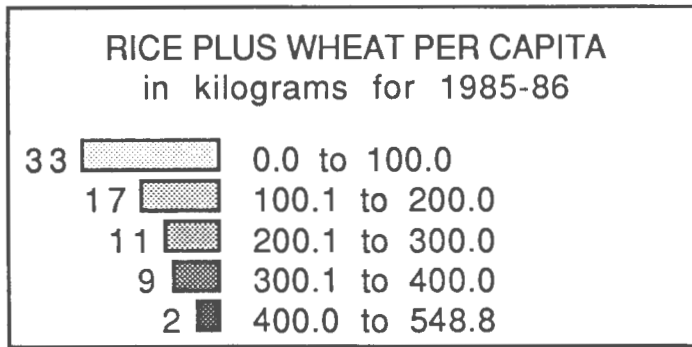 RICE PLUS WHEAT PER CAPITA
in kilograms for 1985-86
33 0.0 to 100.0
17 100.1 to 200.0
11 200.1 to 300.0
9 300.1 to 400.0
2 400.0 to 548.8